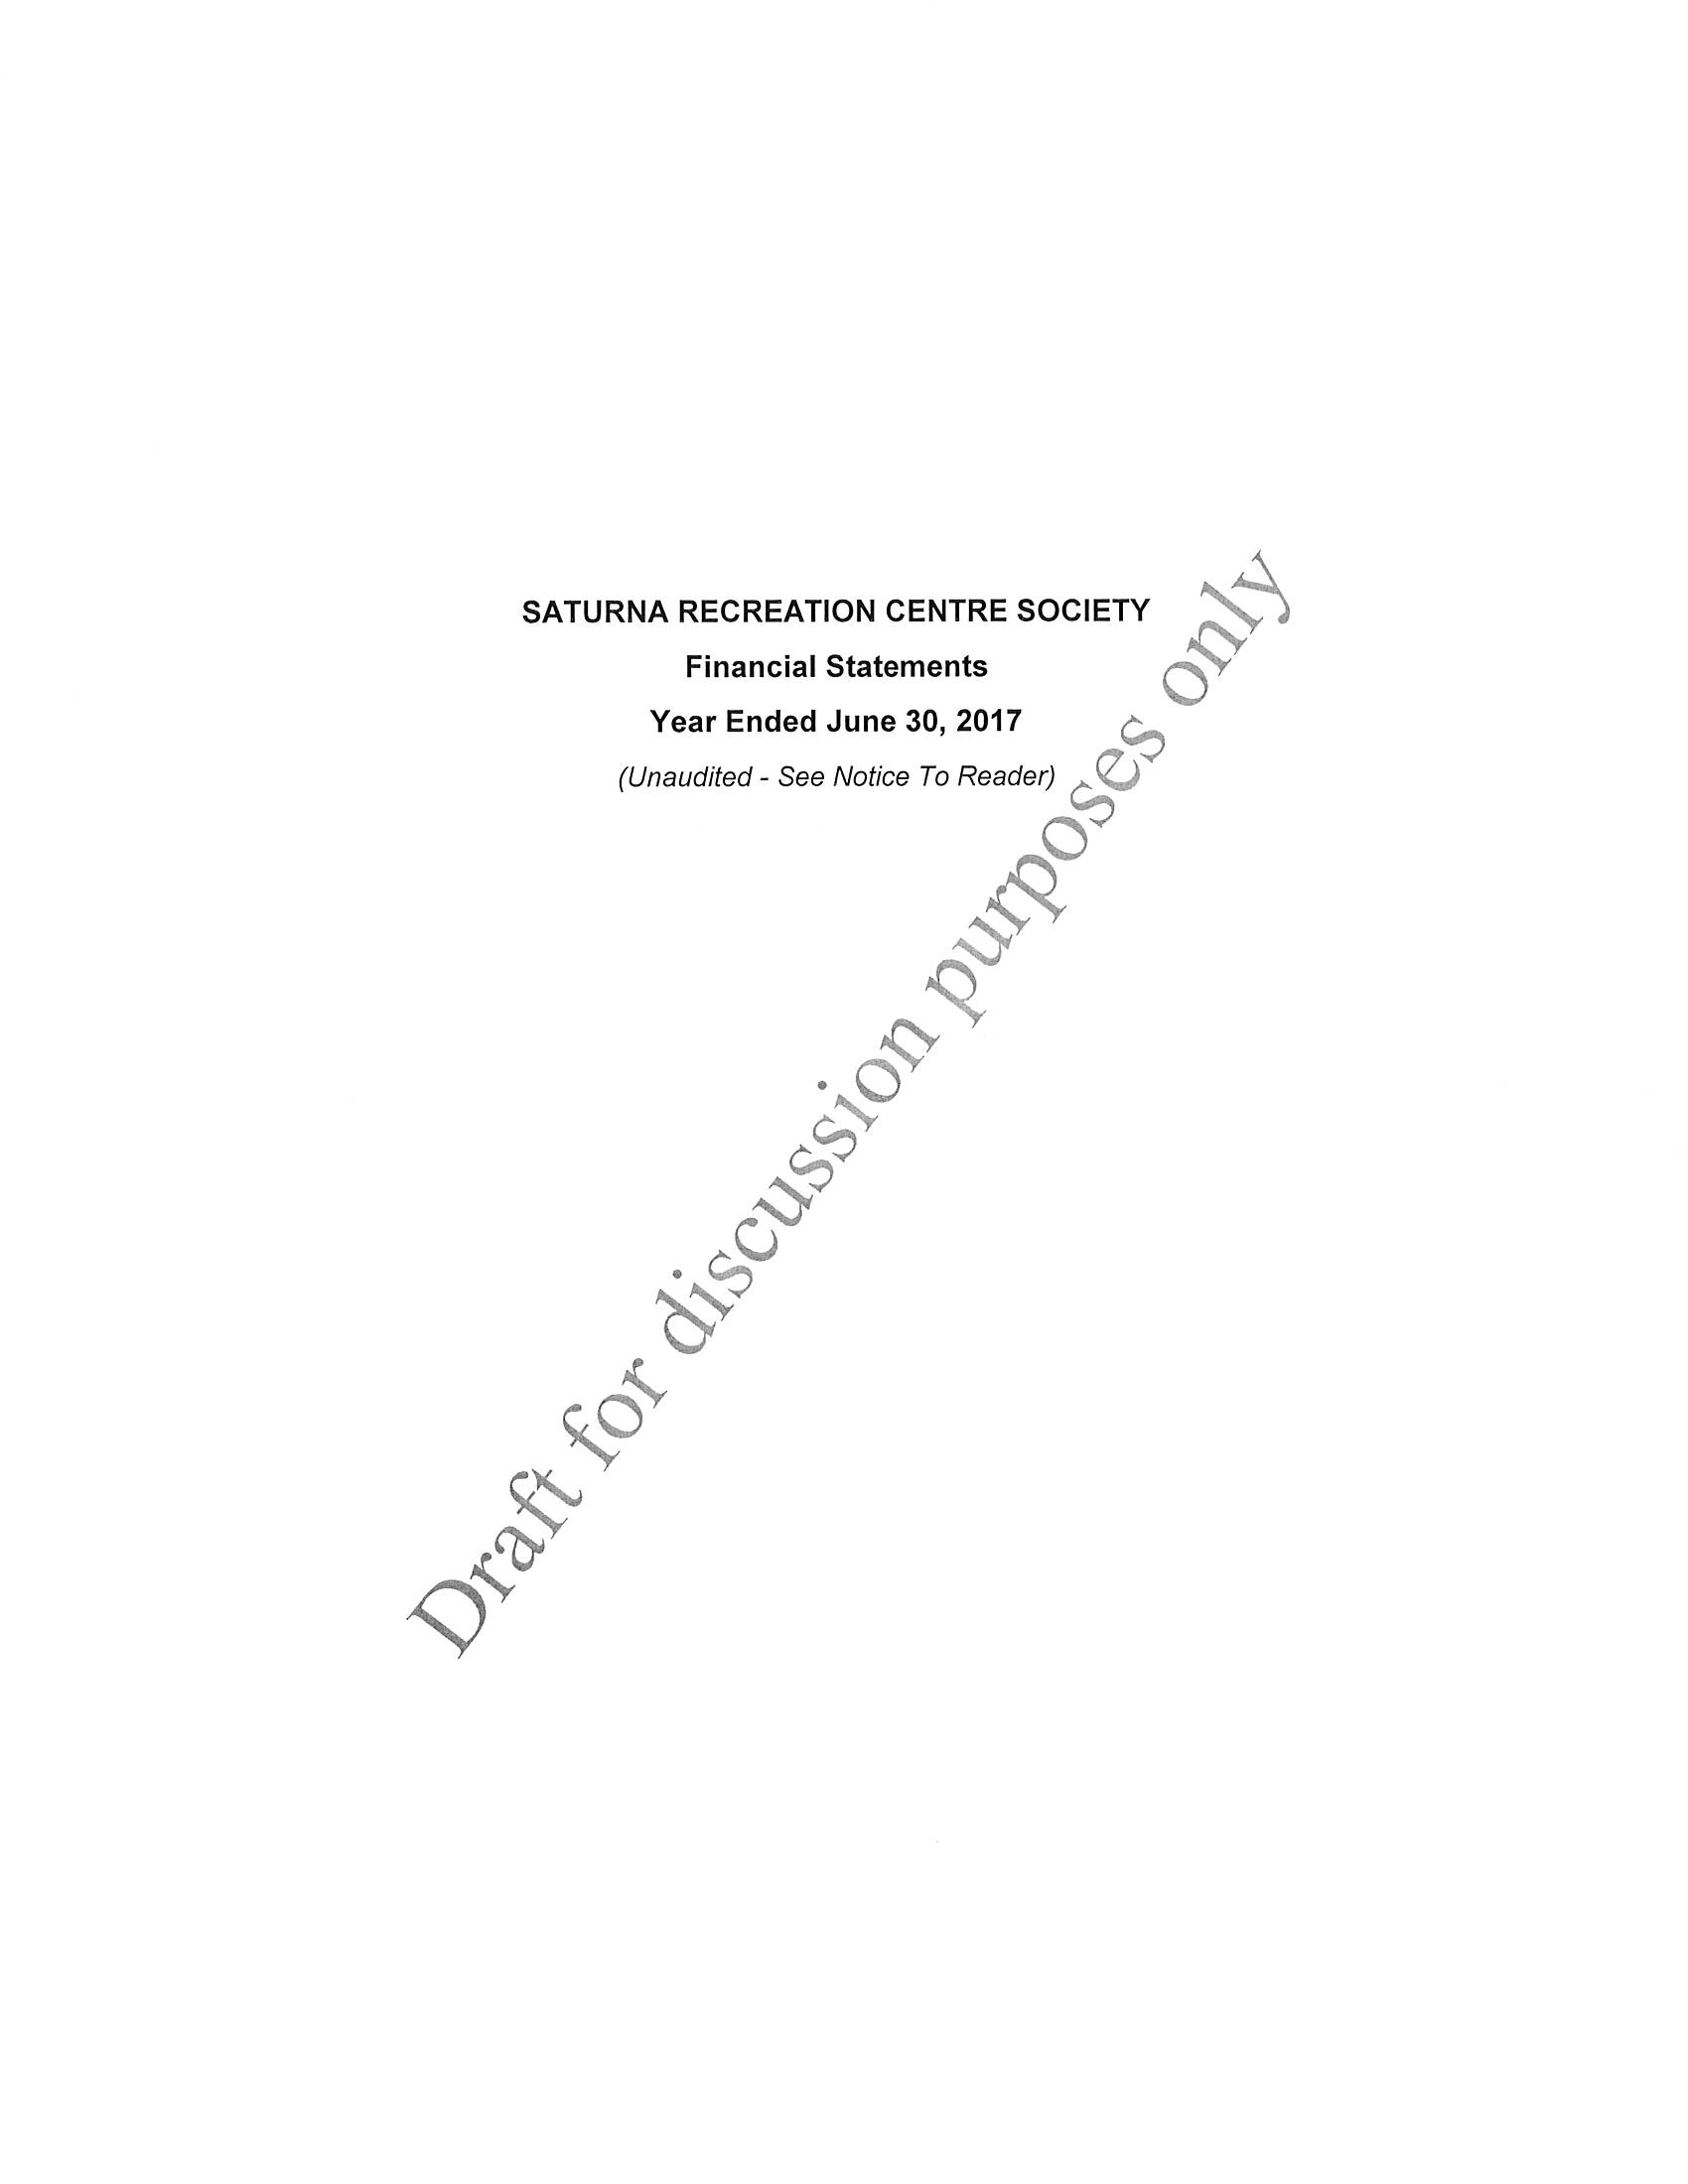 SATURNA RECREATION CENTRE SOCIETY
Financial Statements
Year Ended June 30, 2017
(Unaudited - See Notice To Reader)
Draft for discussion purposes only